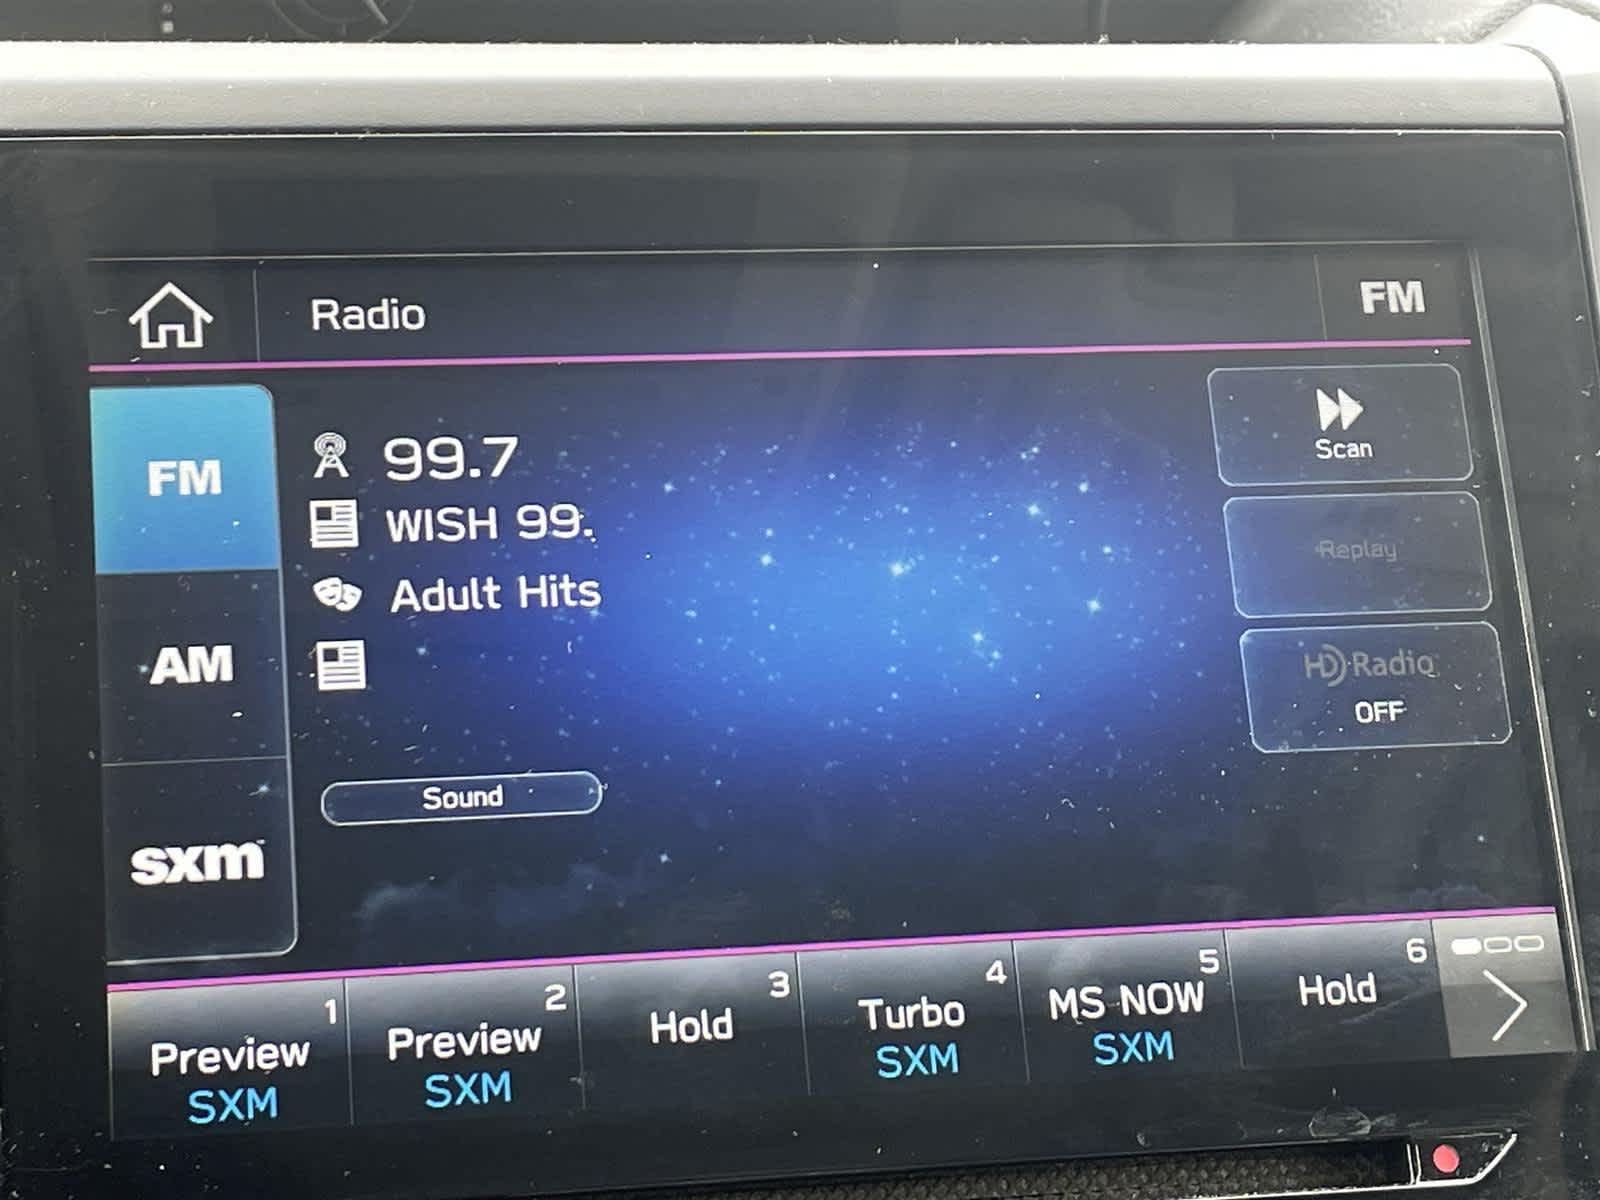 Radio
FM
FM
AM
sxm
99.7
WISH 99.
Adult Hits
Sound
Scan
Replay
HD Radio
OFF
1
Preview
SXM
2
Preview
SXM
3
Hold
4
Turbo
SXM
5
MS NOW
SXM
6
Hold